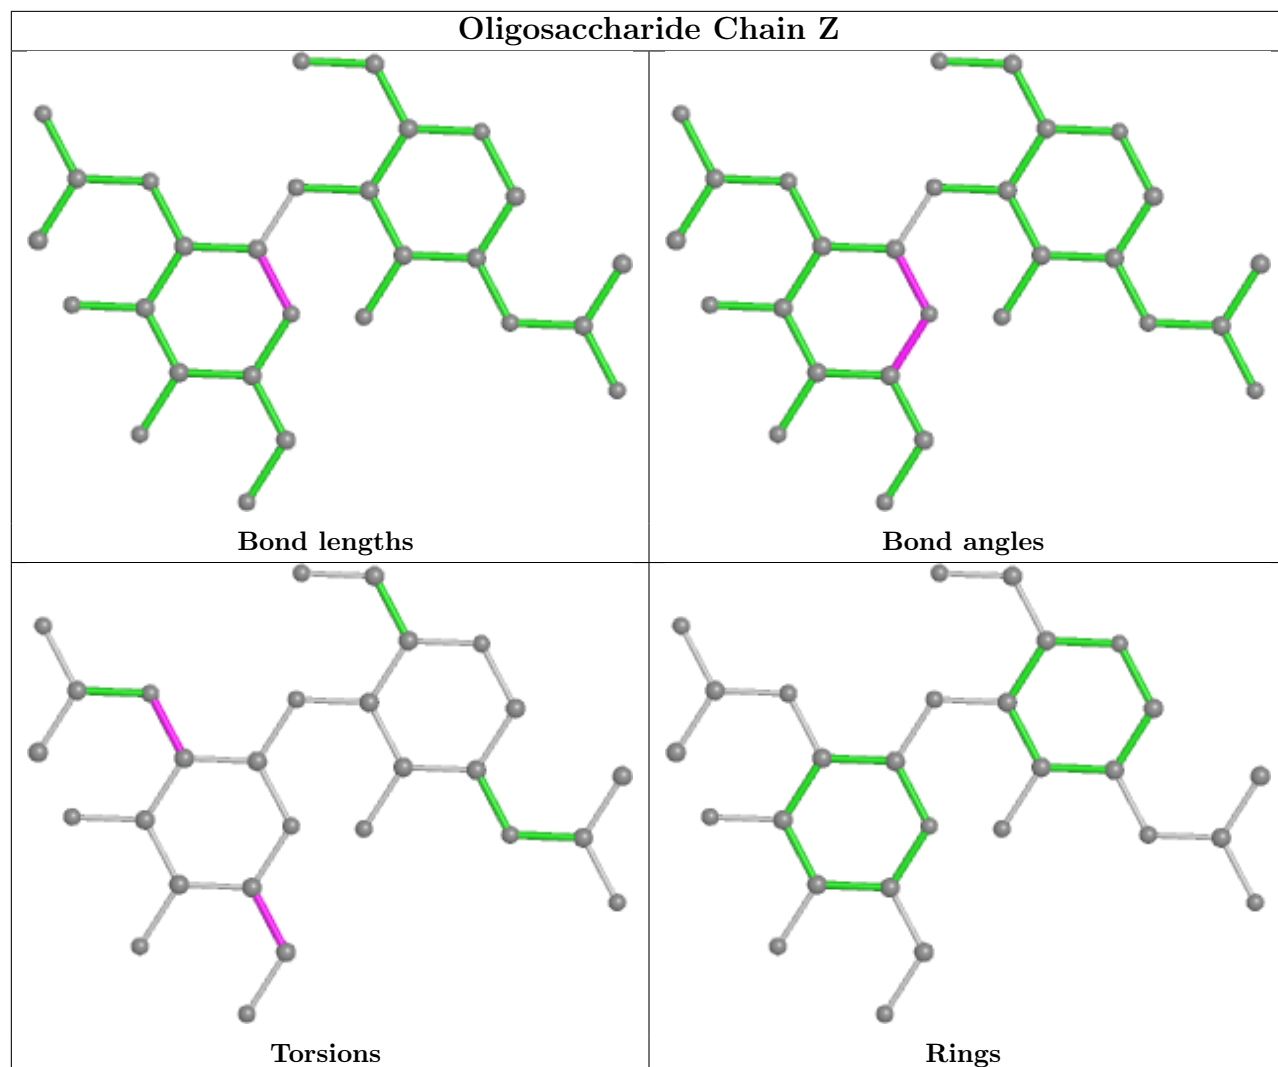 Oligosaccharide Chain Z
Bond lengths
Bond angles
Torsions
Rings